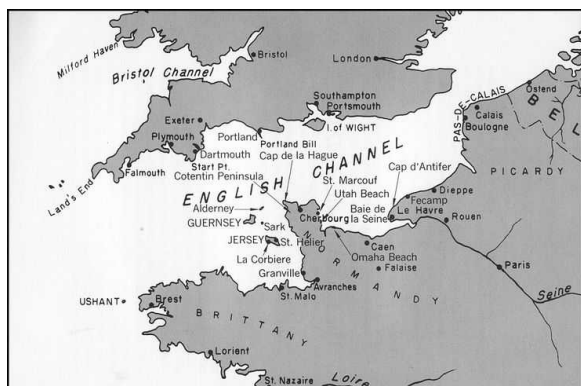 Milford Haven
Bristol
London
Bristol Channel
Southampton
Portsmouth
I. of WIGHT
PAS-DE-CALAIS
Ostend
Calais
Boulogne
BEL
Exeter
Plymouth
Portland
Portland Bill
Dartmouth
Start Pt.
Falmouth
Land's End
Cap de la Hague
Cotentin Peninsula
ENGLISH CHANNEL
St. Marcouf
Utah Beach
Cap d'Antifer
Dieppe
PICARDY
Fecamp
Alderney
GUERNSEY
Cherbourg
Baie de
la Seine
Le Havre
Rouen
Sark
JERSEY
St. Helier
La Corbiere
Caen
Omaha Beach
Falaise
Paris
Granville
Avranches
NORMANDY
Seine
USHANT
Brest
St. Malo
BRITTANY
Lorient
St. Nazaire
Loire